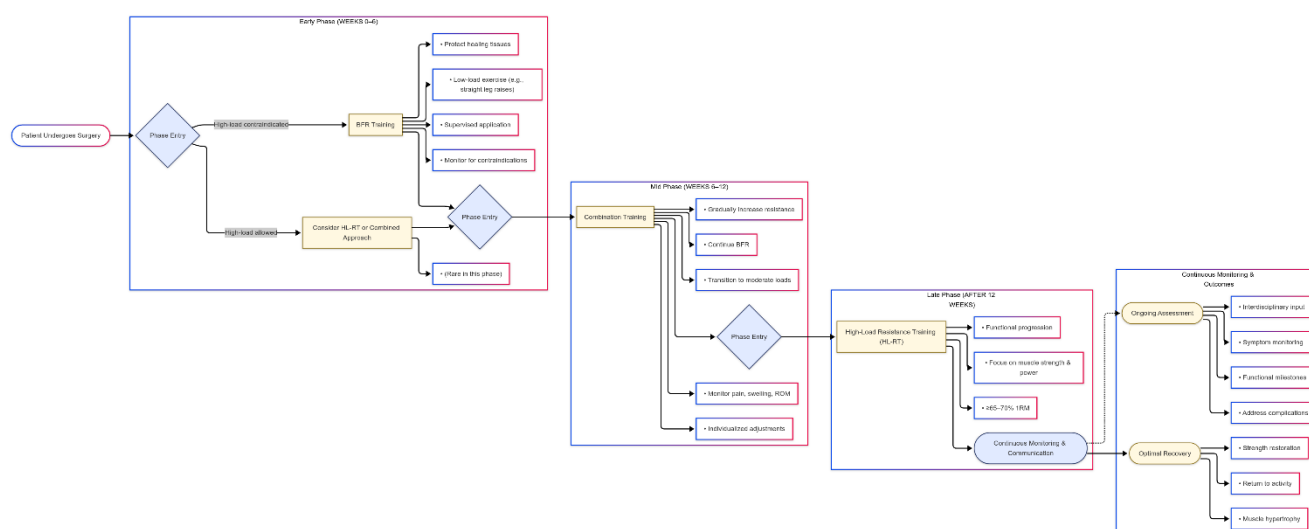 Early Phase (WEEKS 0–6)
• Protect healing tissues
• Low-load exercise (e.g.,
straight leg raises)
Patient Undergoes Surgery
Phase Entry
High-load contraindicated
BFR Training
• Supervised application
• Monitor for contraindications
High-load allowed
Consider HL-RT or Combined
Approach
Phase Entry
• (Rare in this phase)
Mid Phase (WEEKS 6–12)
Combination Training
• Gradually increase resistance
• Continue BFR
• Transition to moderate loads
Phase Entry
• Monitor pain, swelling, ROM
• Individualized adjustments
Late Phase (AFTER 12
WEEKS)
High-Load Resistance Training
(HL-RT)
• Functional progression
• Focus on muscle strength &
power
• ≥65–70% 1RM
Continuous Monitoring &
Communication
Continuous Monitoring &
Outcomes
Ongoing Assessment
• Interdisciplinary input
• Symptom monitoring
• Functional milestones
• Address complications
Optimal Recovery
• Strength restoration
• Return to activity
• Muscle hypertrophy